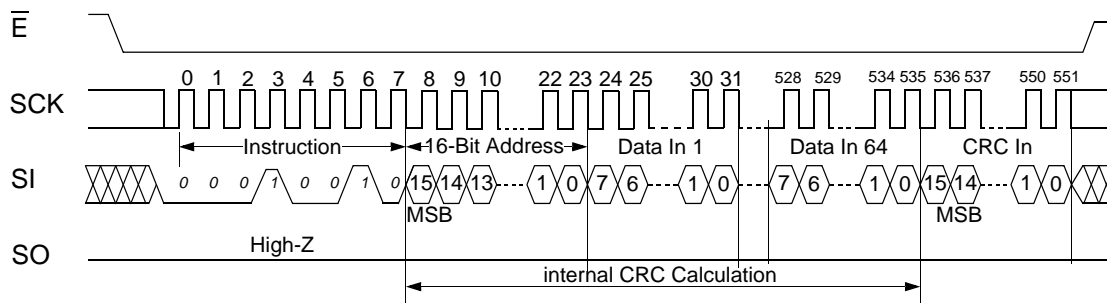 E
0 1 2 3 4 5 6 7 8 9 10 22 23 24 25 30 31 528 529 534 535 536 537 550 551
SCK
Instruction 16-Bit Address Data In 1 Data In 64 CRC In
SI 0 0 0 1 0 0 1 0 15 14 13 1 0 7 6 1 0 7 6 1 0 15 14 1 0
MSB MSB
High-Z
SO
internal CRC Calculation